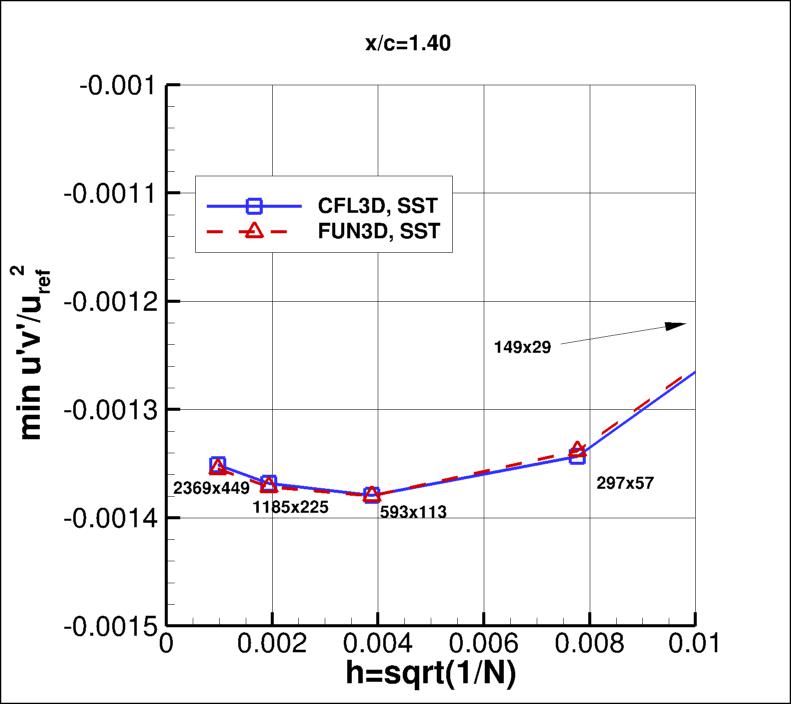 x/c=1.40
-0.001
-0.0011
-0.0012
-0.0013
-0.0014
-0.0015
min u'v'/u_ref^2
CFL3D, SST
FUN3D, SST
149x29
297x57
2369x449
1185x225
593x113
0 0.002 0.004 0.006 0.008 0.01
h=sqrt(1/N)